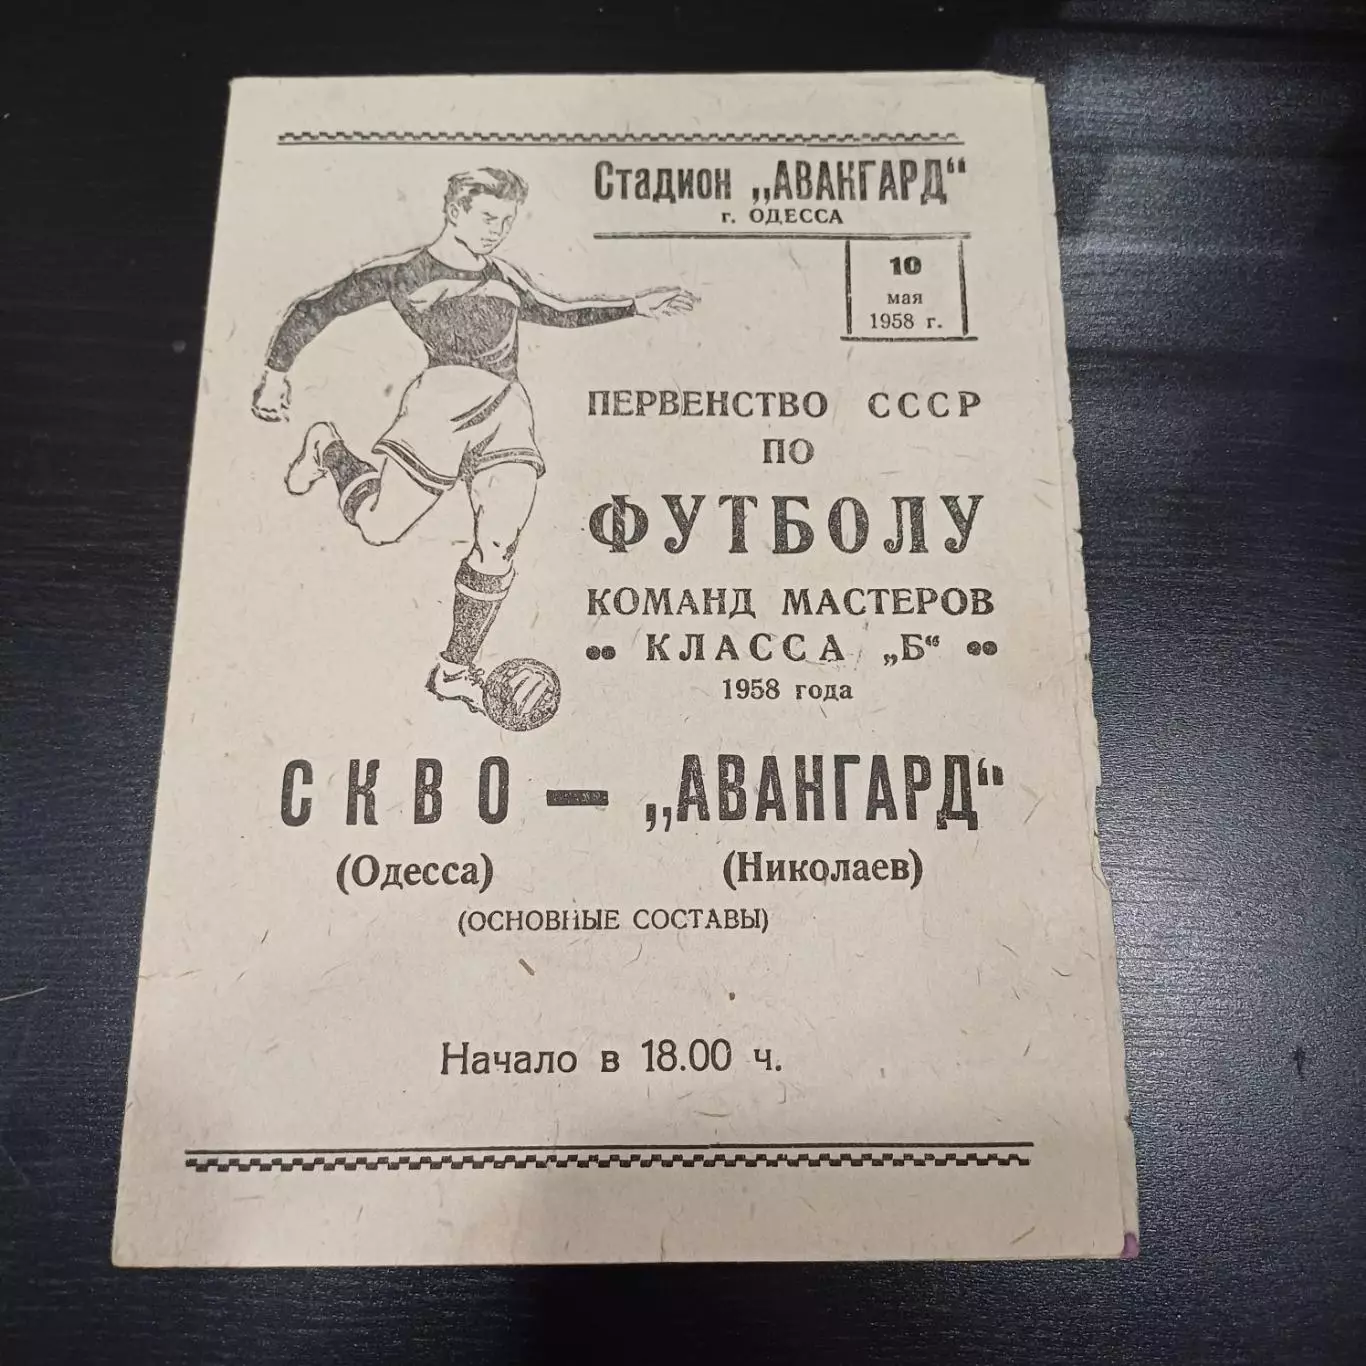 Стадион „АВАНГАРД“
г. ОДЕССА
10
мая
1958 г.
ПЕРВЕНСТВО СССР
ПО
ФУТБОЛУ
КОМАНД МАСТЕРОВ
КЛАССА „Б“
1958 года
СКВО — „АВАНГАРД“
(Одесса) (Николаев)
(ОСНОВНЫЕ СОСТАВЫ)
Начало в 18.00 ч.